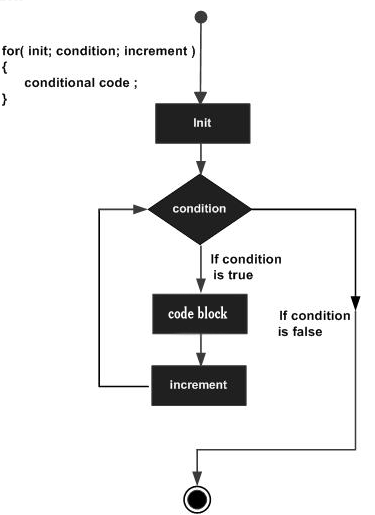 for( init; condition; increment )
{
conditional code ;
}
Init
condition
If condition
is true
code block
If condition
is false
increment